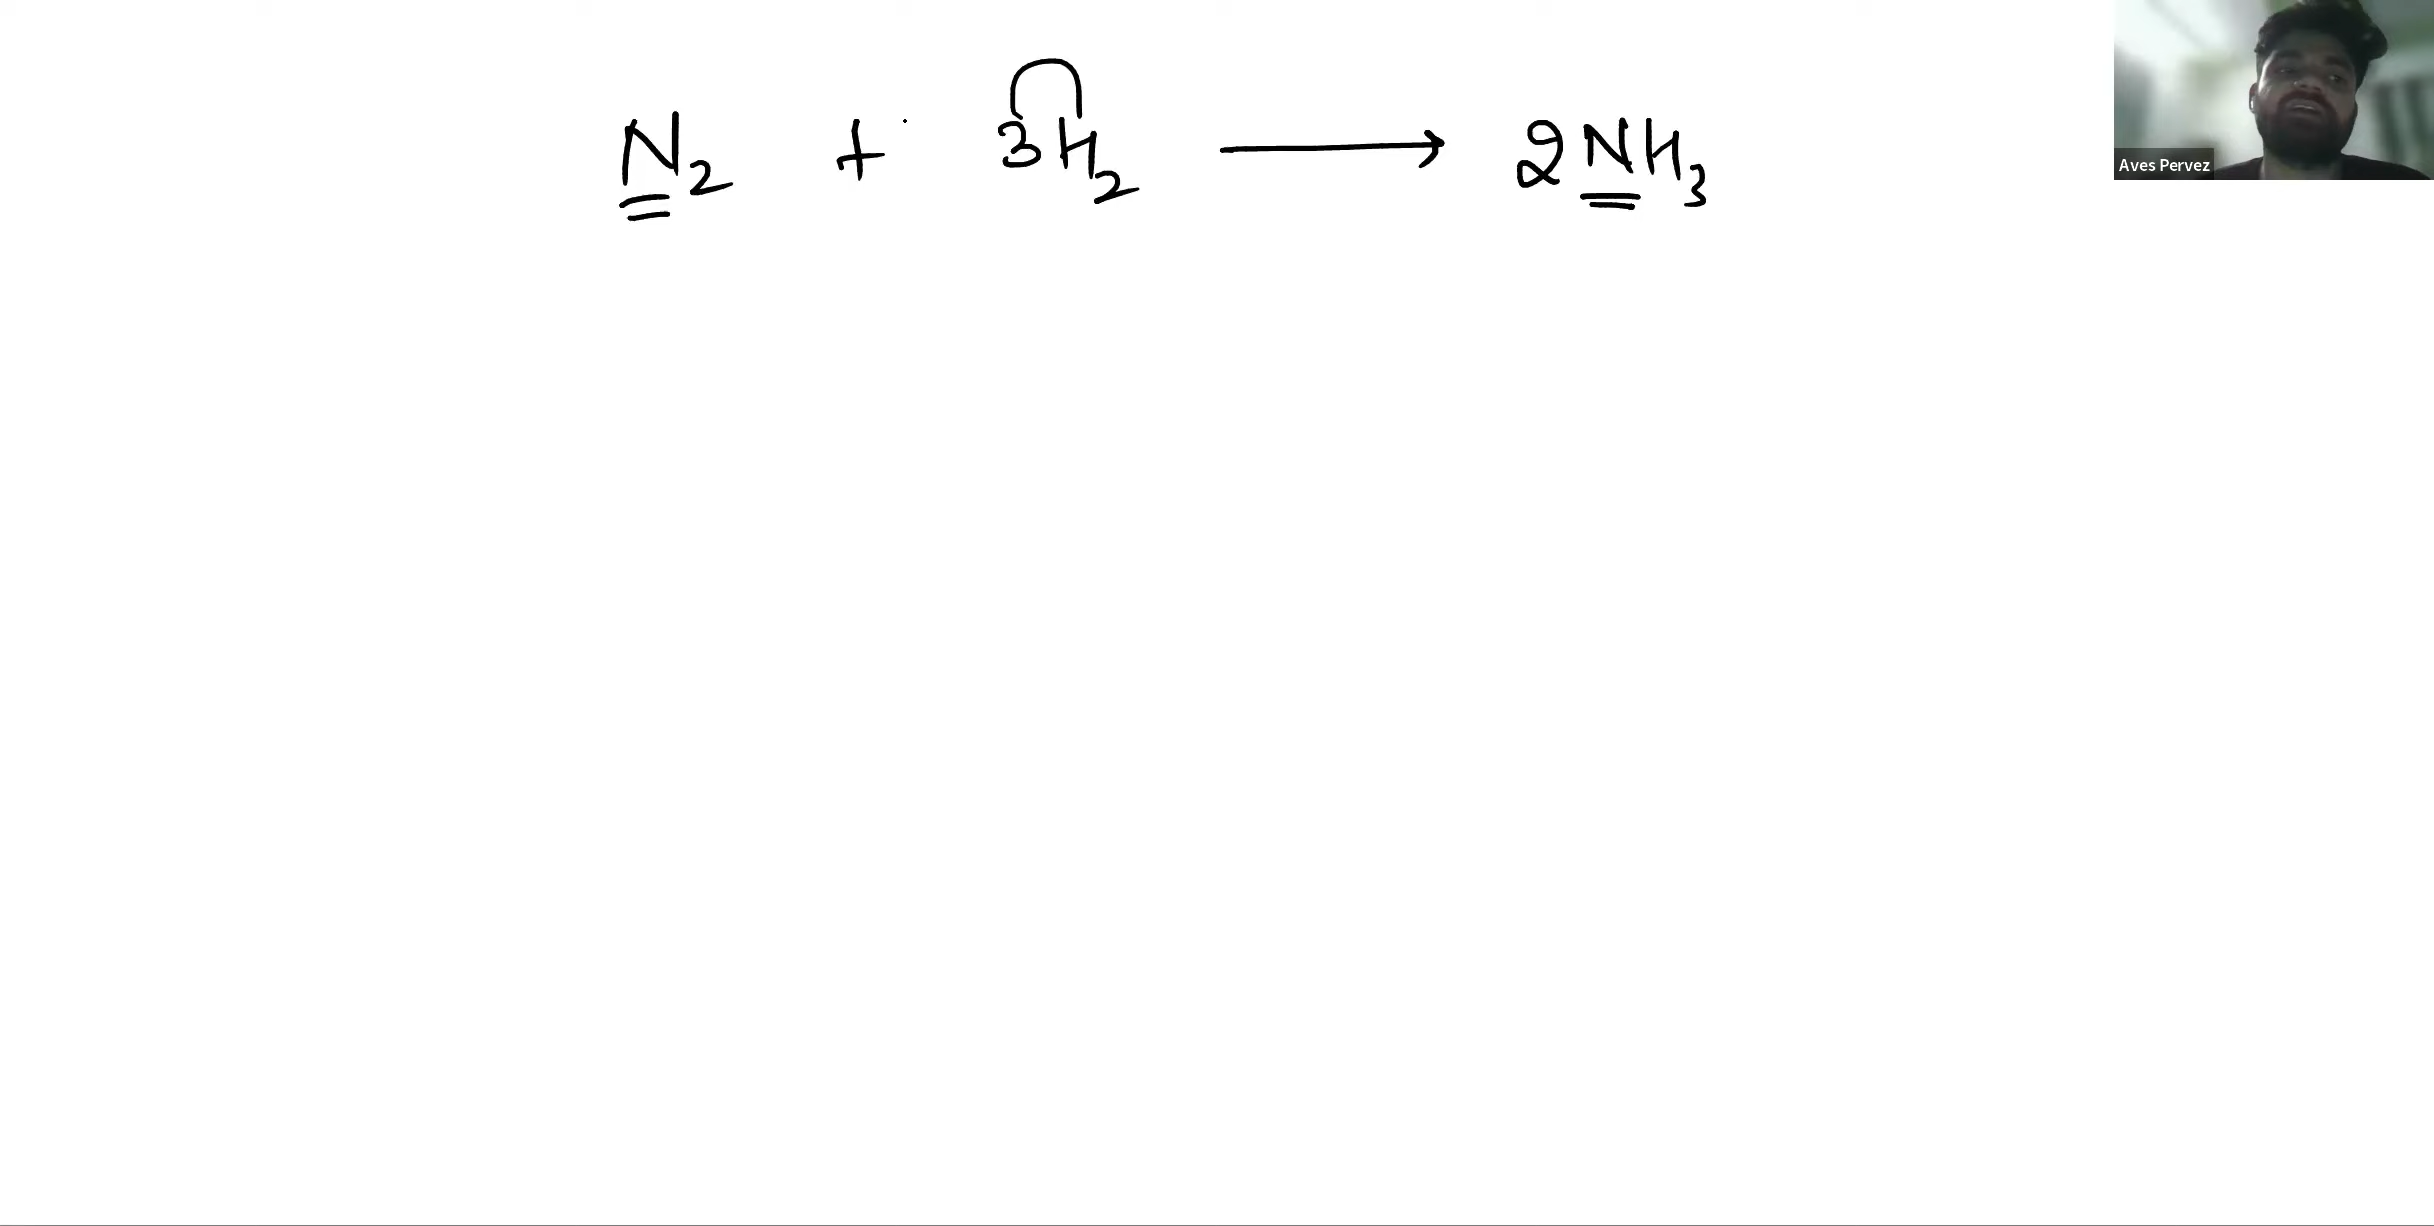 N₂ + 3H₂ ⟶ 2NH₃
Aves Pervez